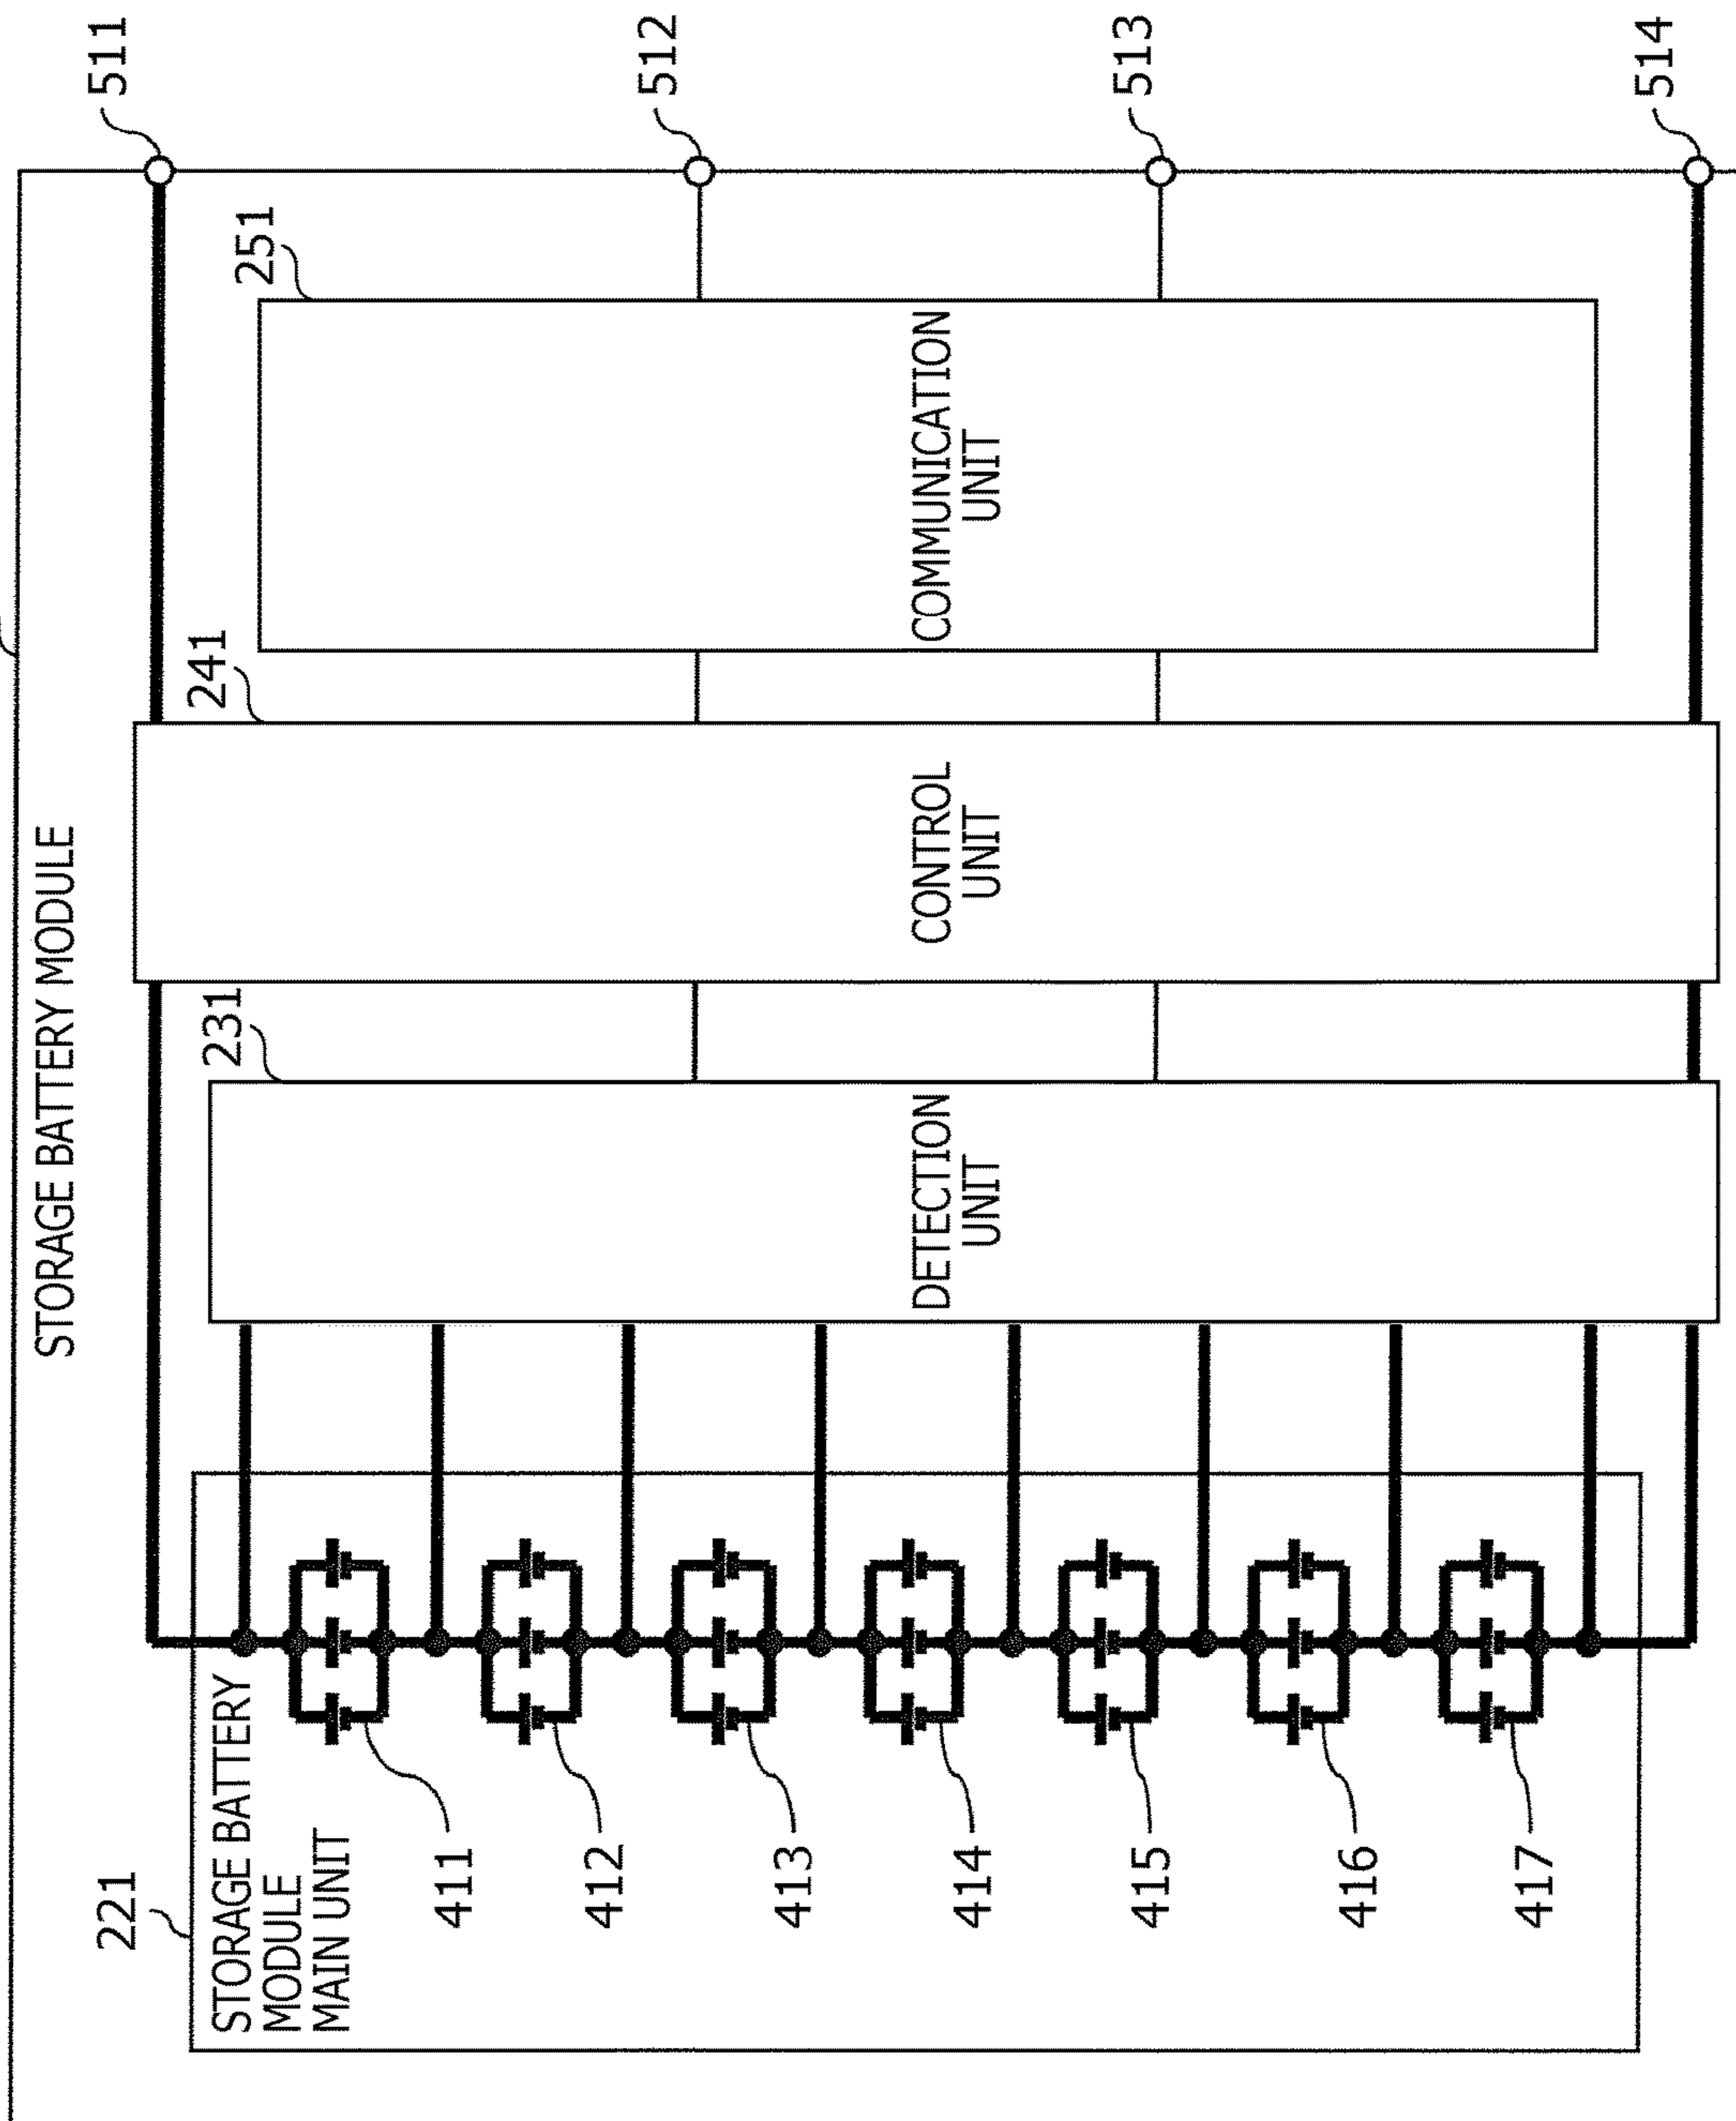 STORAGE BATTERY MODULE
221
STORAGE BATTERY
MODULE
MAIN UNIT
411
412
413
414
415
416
417
231
DETECTION
UNIT
241
CONTROL
UNIT
251
COMMUNICATION
UNIT
511
512
513
514